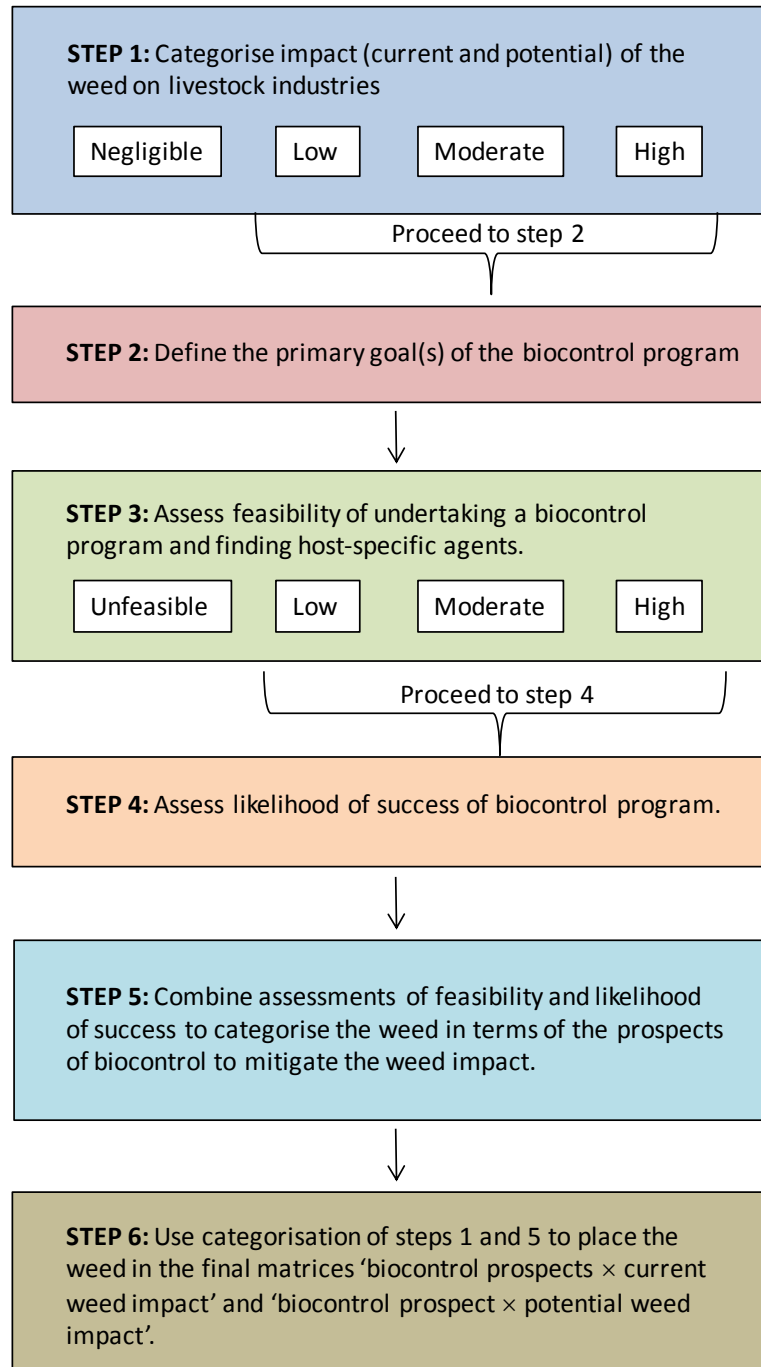 STEP 1: Categorise impact (current and potential) of the
weed on livestock industries
Negligible Low Moderate High
Proceed to step 2
STEP 2: Define the primary goal(s) of the biocontrol program
STEP 3: Assess feasibility of undertaking a biocontrol
program and finding host-specific agents.
Unfeasible Low Moderate High
Proceed to step 4
STEP 4: Assess likelihood of success of biocontrol program.
STEP 5: Combine assessments of feasibility and likelihood
of success to categorise the weed in terms of the prospects
of biocontrol to mitigate the weed impact.
STEP 6: Use categorisation of steps 1 and 5 to place the
weed in the final matrices ‘biocontrol prospects × current
weed impact’ and ‘biocontrol prospect × potential weed
impact’.